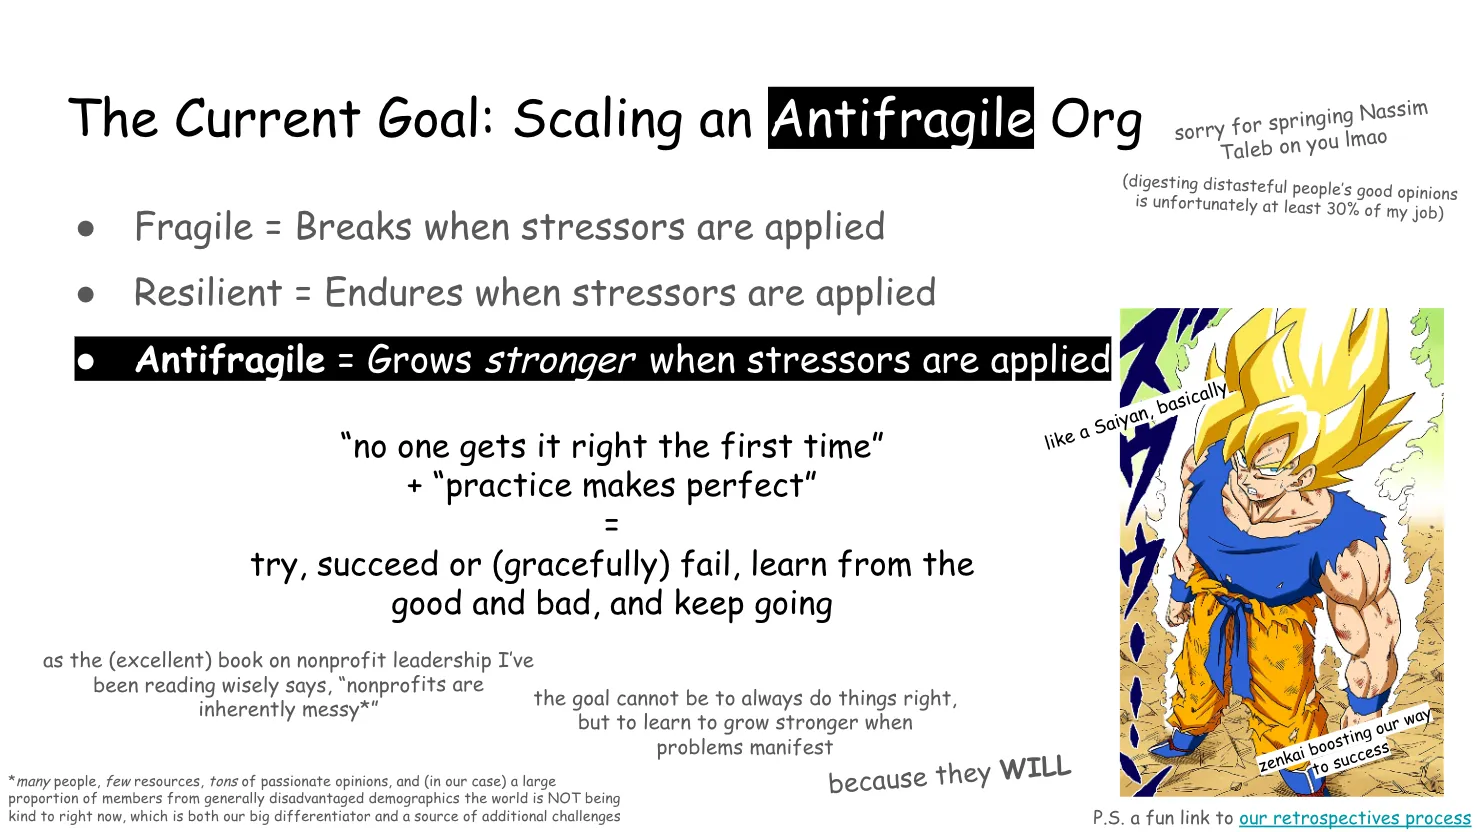 The Current Goal: Scaling an Antifragile Org
sorry for springing Nassim
Taleb on you lmao
(digesting distasteful people's good opinions
is unfortunately at least 30% of my job)
● Fragile = Breaks when stressors are applied
● Resilient = Endures when stressors are applied
● Antifragile = Grows stronger when stressors are applied
like a Saiyan, basically
“no one gets it right the first time”
+ “practice makes perfect”
=
try, succeed or (gracefully) fail, learn from the
good and bad, and keep going
as the (excellent) book on nonprofit leadership I've
been reading wisely says, “nonprofits are
inherently messy*”
the goal cannot be to always do things right,
but to learn to grow stronger when
problems manifest
because they WILL
zenkai boosting our way
to success
*many people, few resources, tons of passionate opinions, and (in our case) a large
proportion of members from generally disadvantaged demographics the world is NOT being
kind to right now, which is both our big differentiator and a source of additional challenges
P.S. a fun link to our retrospectives process